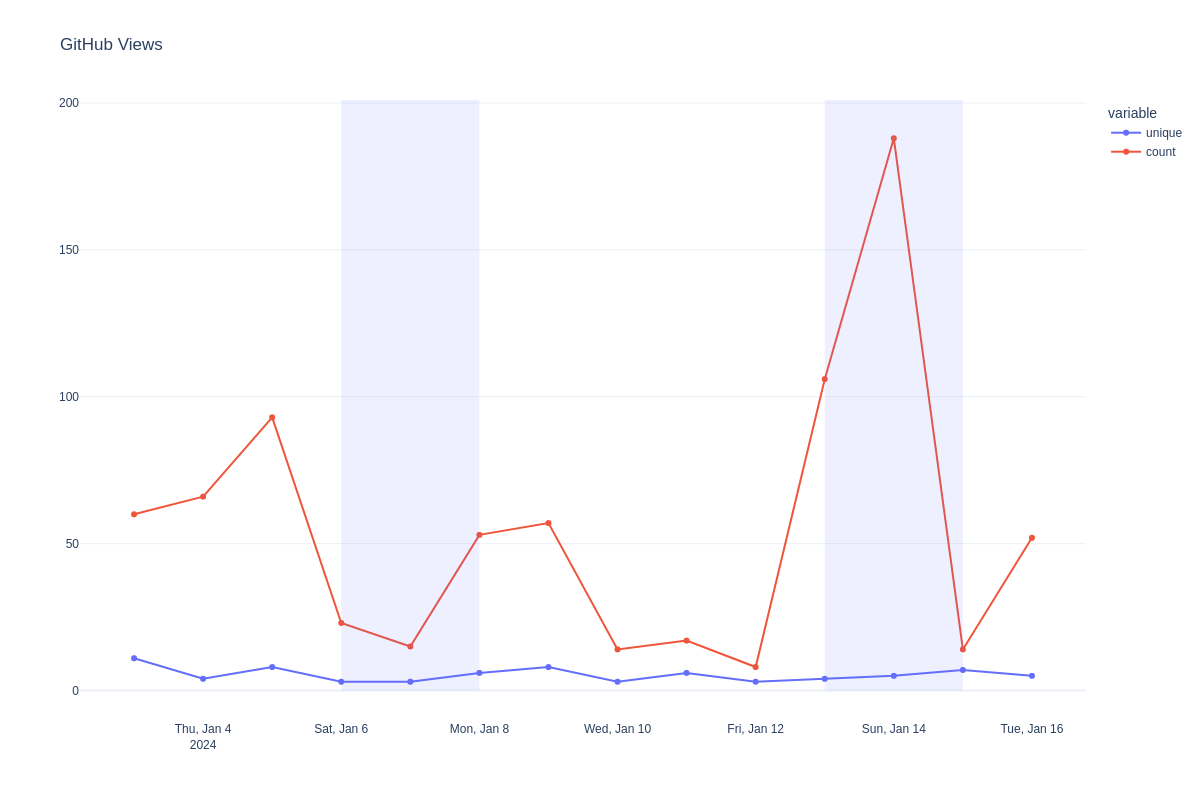 GitHub Views
200
150
100
50
0
Thu, Jan 4
2024
Sat, Jan 6
Mon, Jan 8
Wed, Jan 10
Fri, Jan 12
Sun, Jan 14
Tue, Jan 16
variable
unique
count